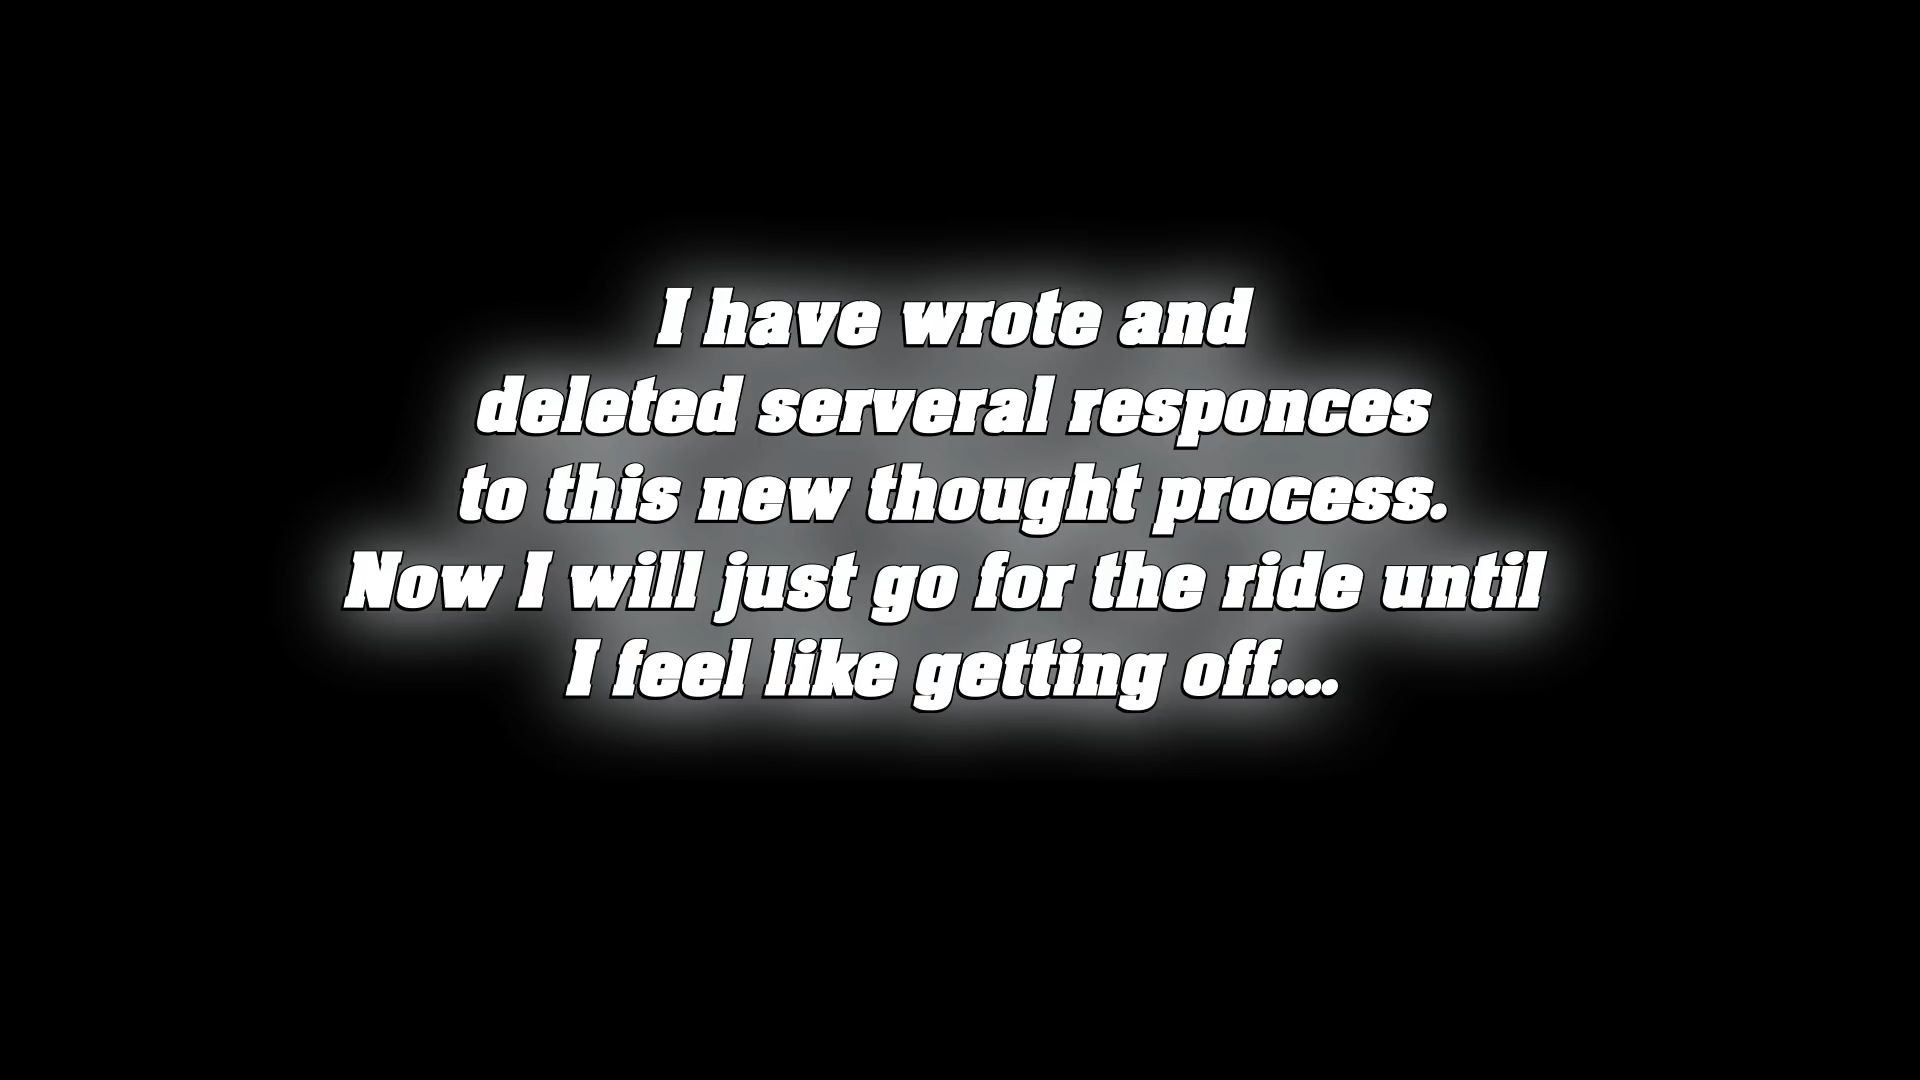 I have wrote and
deleted serveral responces
to this new thought process.
Now I will just go for the ride until
I feel like getting off....